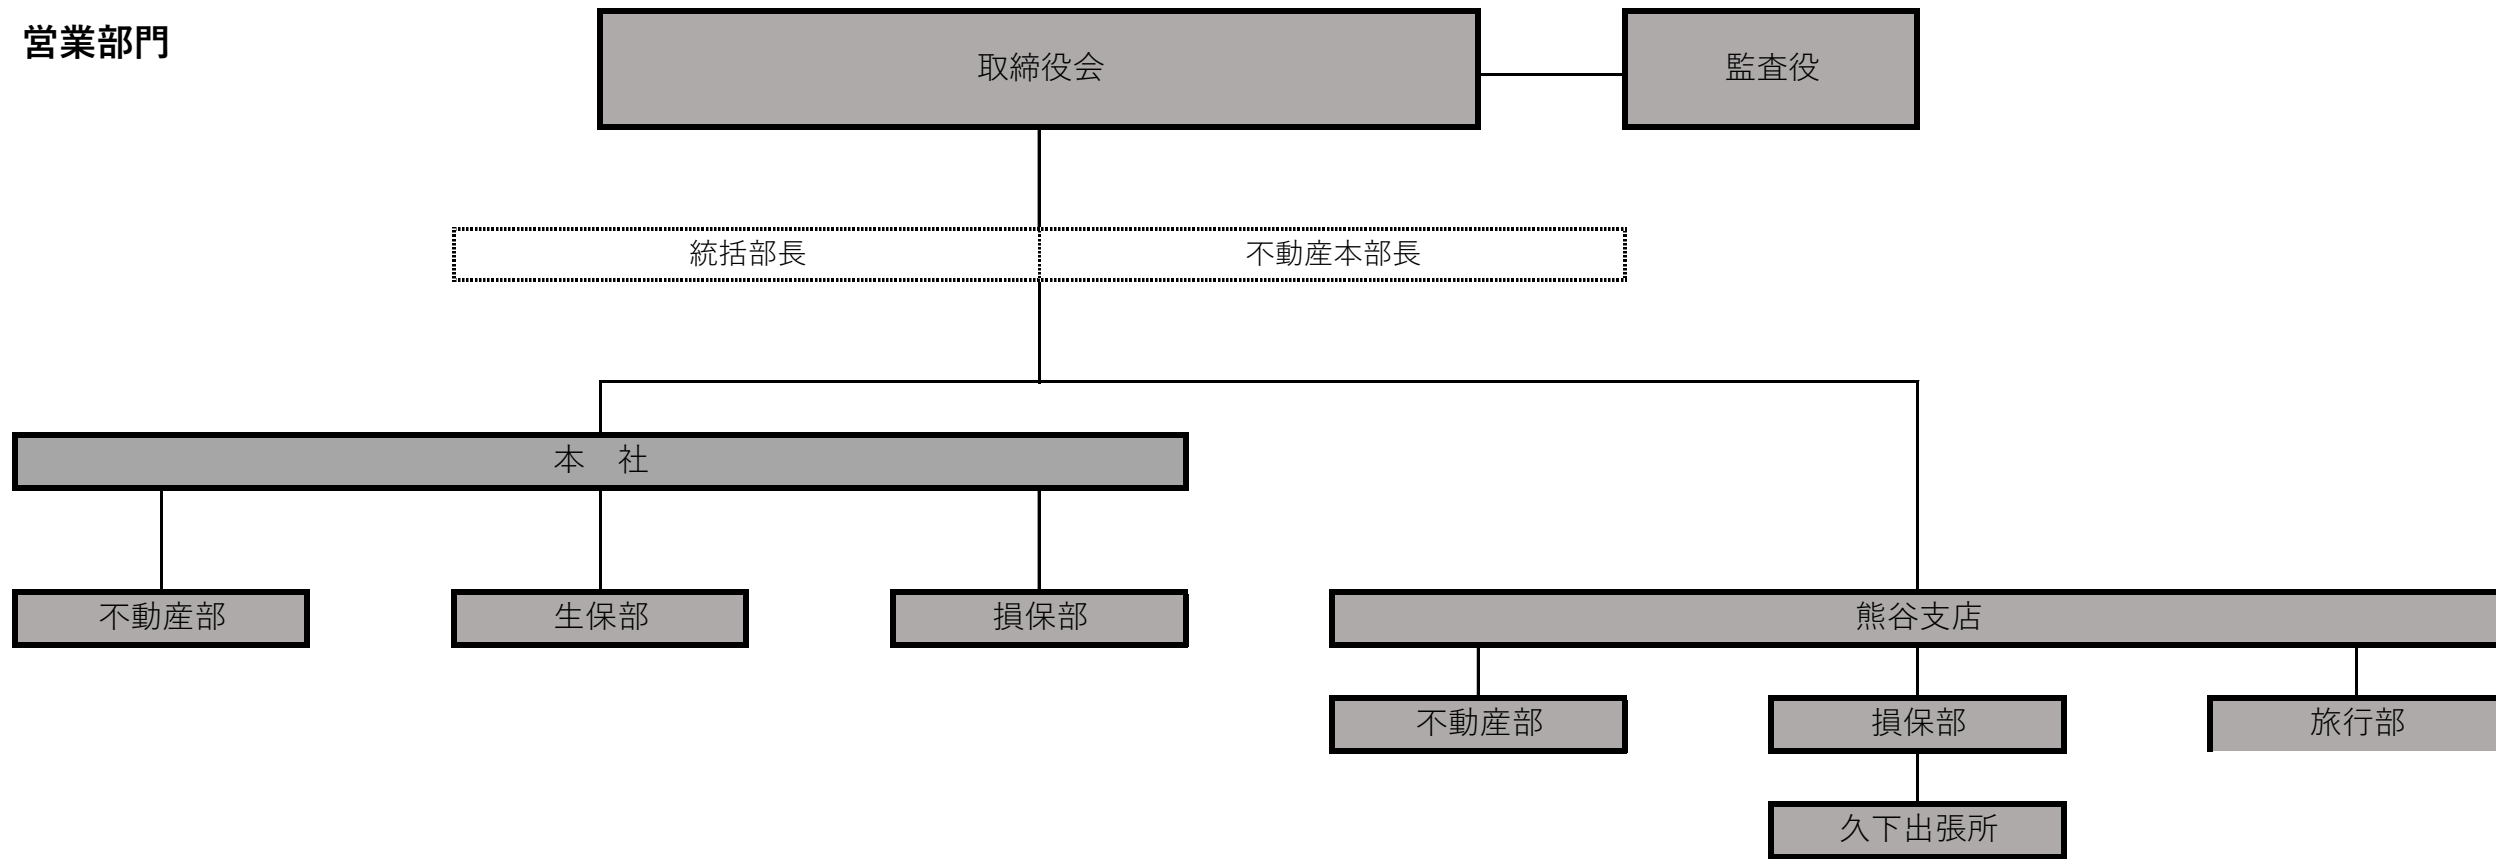 営業部門
取締役会
監査役
統括部長
不動産本部長
本　社
不動産部
生保部
損保部
熊谷支店
不動産部
損保部
旅行部
久下出張所